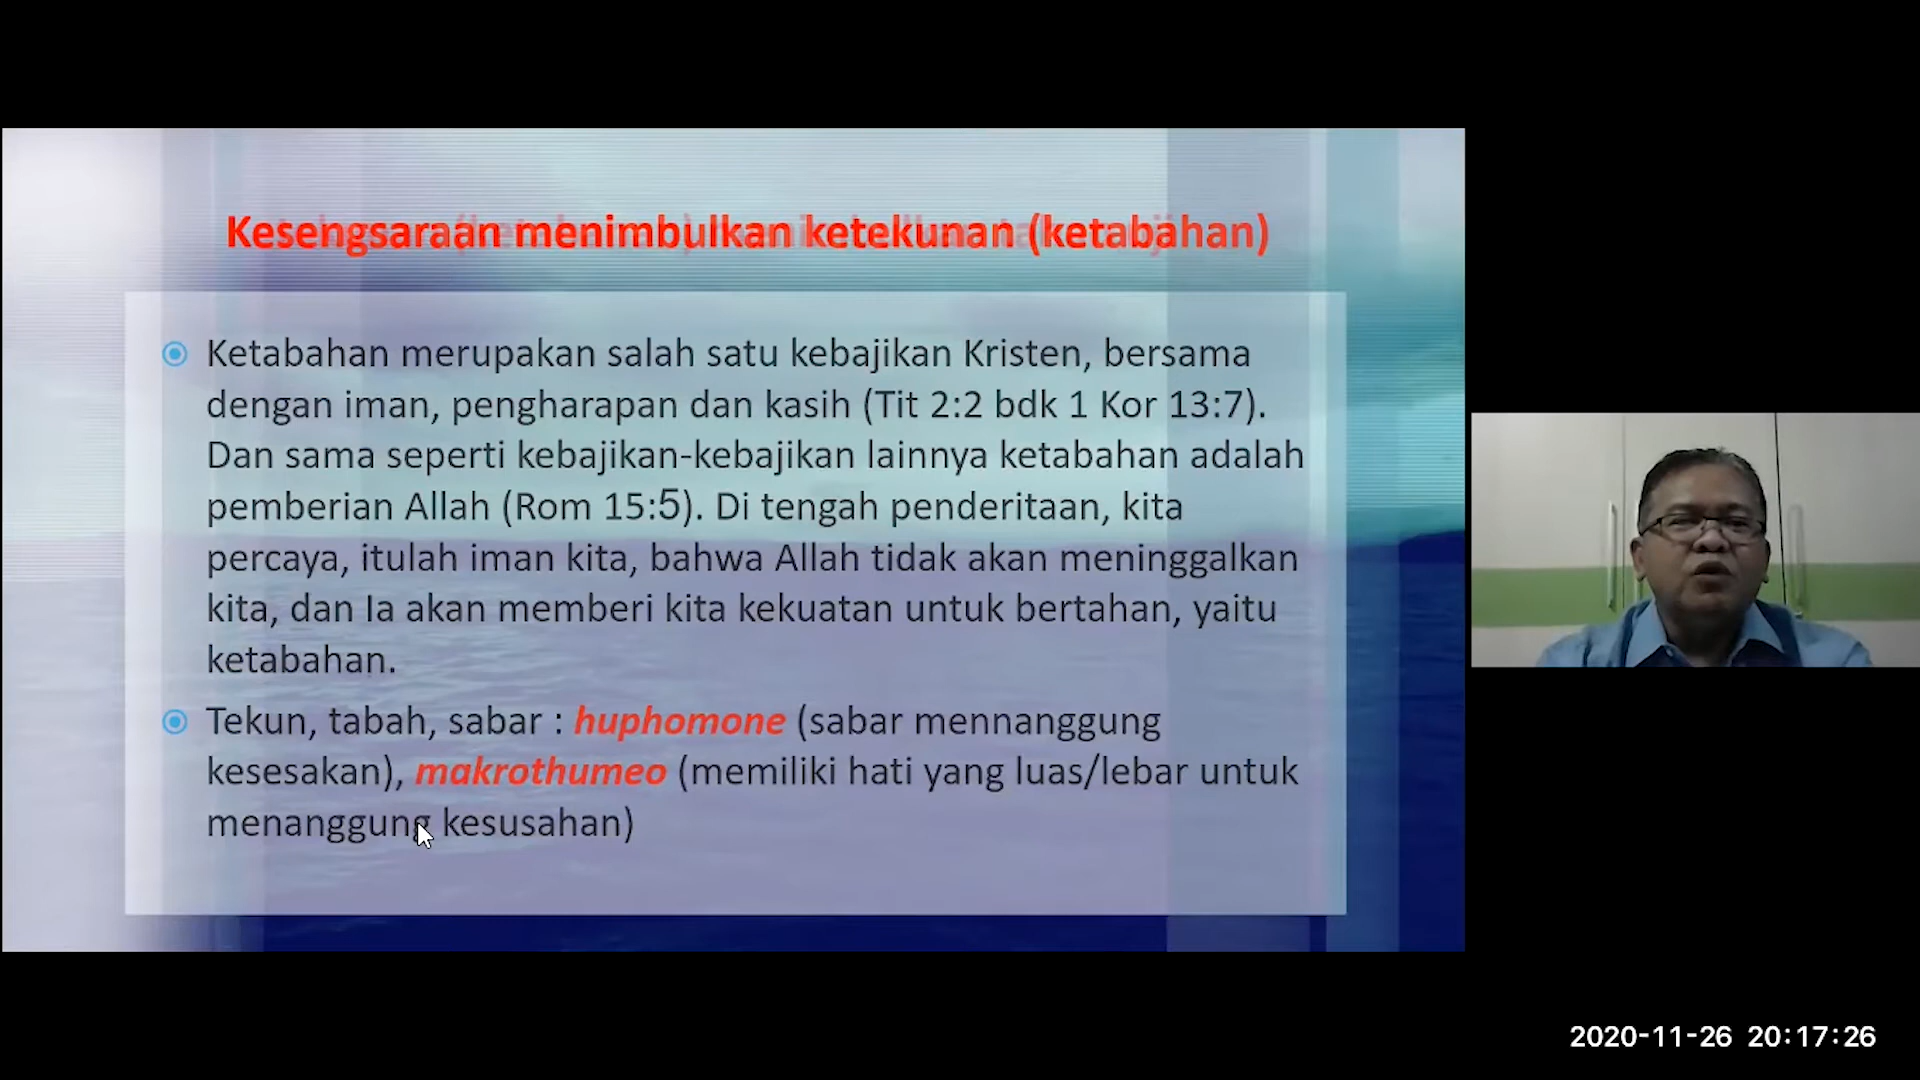 Kesengsaraan menimbulkan ketekunan (ketabahan)
Ketabahan merupakan salah satu kebajikan Kristen, bersama
dengan iman, pengharapan dan kasih (Tit 2:2 bdk 1 Kor 13:7).
Dan sama seperti kebajikan-kebajikan lainnya ketabahan adalah
pemberian Allah (Rom 15:5). Di tengah penderitaan, kita
percaya, itulah iman kita, bahwa Allah tidak akan meninggalkan
kita, dan Ia akan memberi kita kekuatan untuk bertahan, yaitu
ketabahan.
Tekun, tabah, sabar : huphomone (sabar mennanggung
kesesakan), makrothumeo (memiliki hati yang luas/lebar untuk
menanggung kesusahan)
2020-11-26 20:17:26